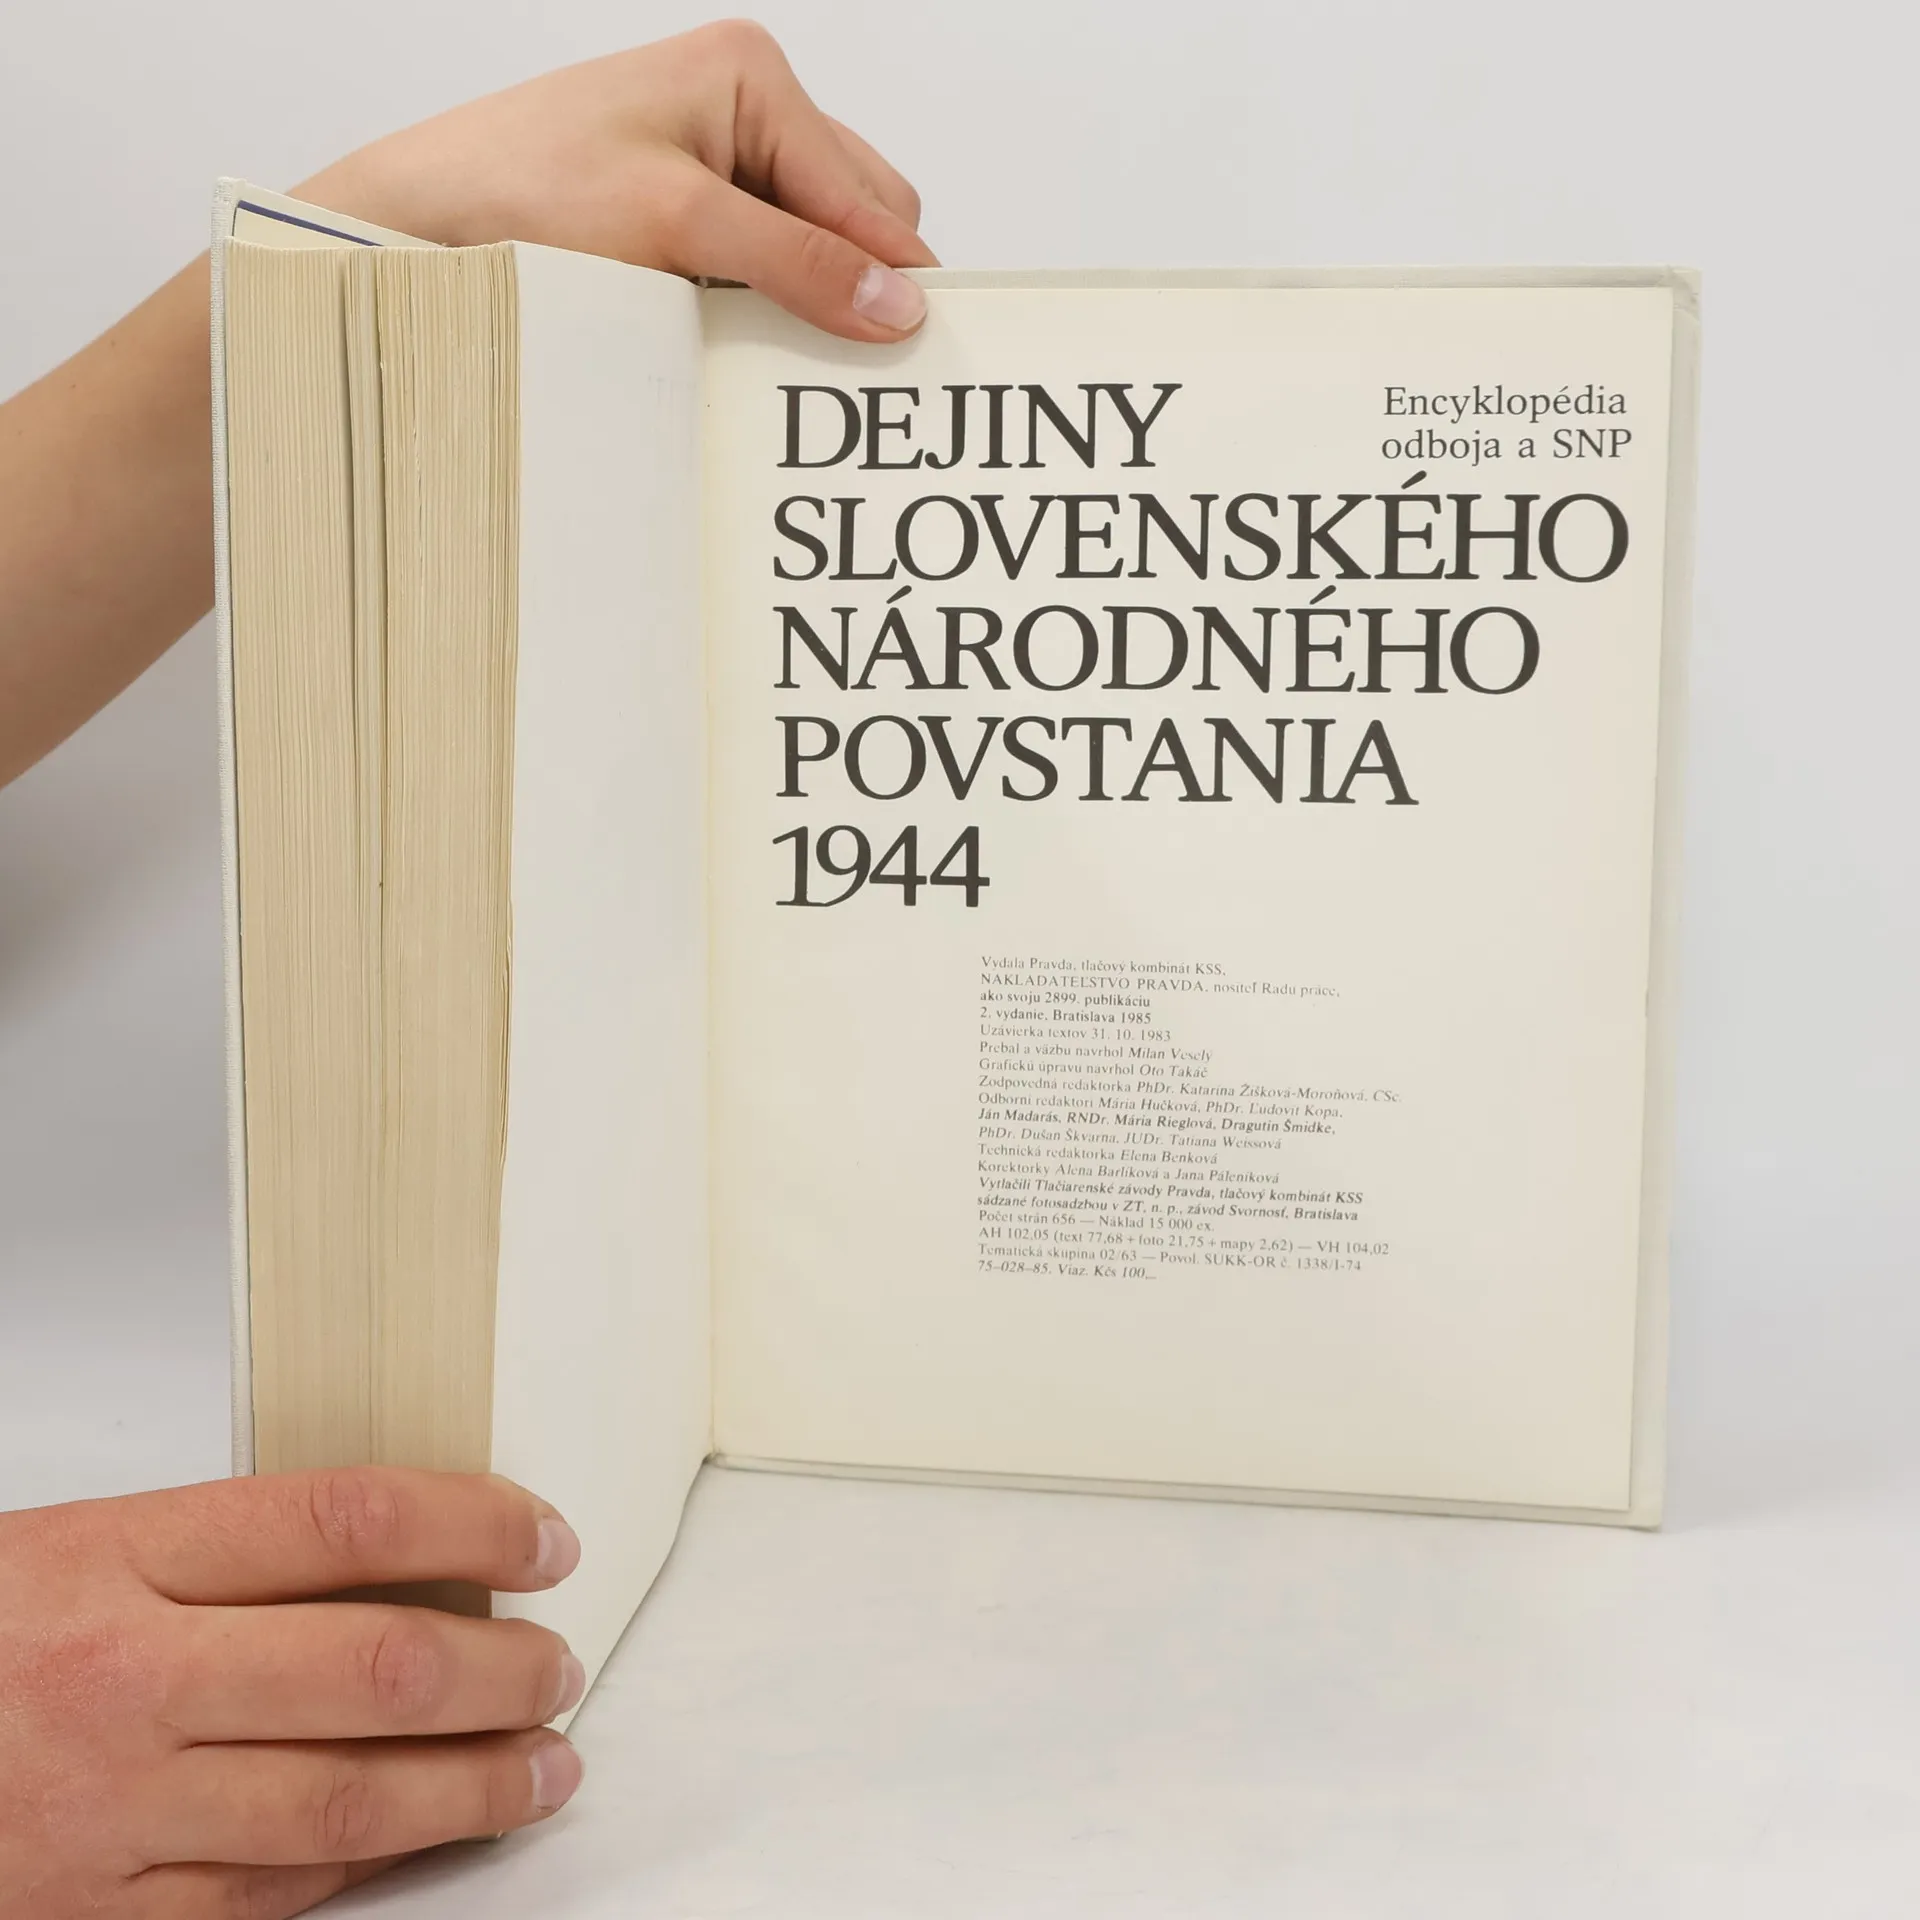 DEJINY
Encyklopédia
odboja a SNP
SLOVENSKÉHO
NÁRODNÉHO
POVSTANIA
1944
Vydala Pravda, tlačový kombinát KSS,
NAKLADATEĽSTVO PRAVDA, nositeľ Radu práce,
ako svoju 2899. publikáciu
2. vydanie, Bratislava 1985
Uzávierka textov 31. 10. 1983
Prebal a väzbu navrhol Milan Veselý
Grafickú úpravu navrhol Oto Takáč
Zodpovedná redaktorka PhDr. Katarína Žišková-Moroňová, CSc.
Odborní redaktori Mária Hučková, PhDr. Ľudovít Kopa,
Ján Madarás, RNDr. Mária Rieglová, Dragutin Šmidke,
PhDr. Dušan Škvarna, JUDr. Tatiana Weissová
Technická redaktorka Elena Benková
Korektorky Alena Barlíková a Jana Páleníková
Vytlačili Tlačiarenské závody Pravda, tlačový kombinát KSS
sádzané fotosadzbou v ZT, n. p., závod Svornosť, Bratislava
Počet strán 656 — Náklad 15 000 ex.
AH 102,05 (text 77,68 + foto 21,75 + mapy 2,62) — VH 104,02
Tematická skupina 02/63 — Povol. SÚKK-OR č. 1338/I-74
75–028–85. Viaz. Kčs 100,—